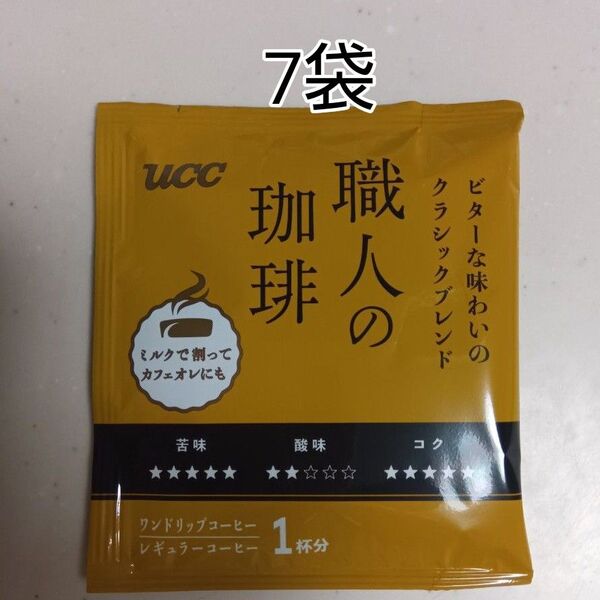 7袋
ucc
職人の
珈琲
ビターな味わいの
クラシックブレンド
ミルクで割って
カフェオレにも
苦味
酸味
コク
★★★★★
★★☆☆☆
★★★★★
ワンドリップコーヒー
レギュラーコーヒー
1杯分